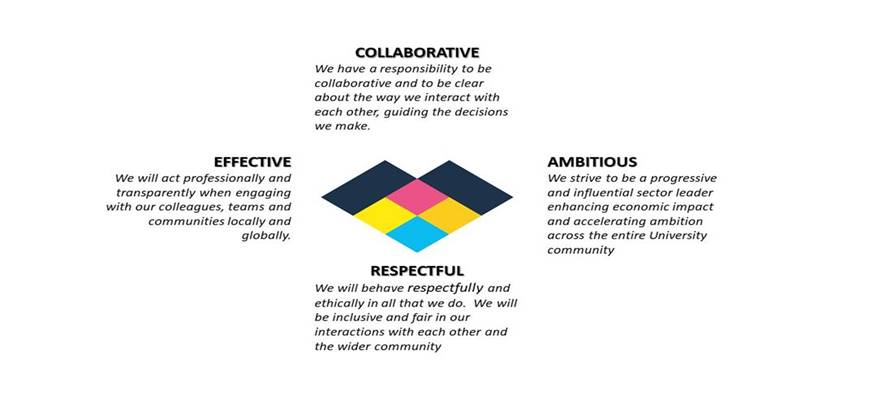 COLLABORATIVE
We have a responsibility to be
collaborative and to be clear
about the way we interact with
each other, guiding the decisions
we make.
EFFECTIVE
We will act professionally and
transparently when engaging
with our colleagues, teams and
communities locally and
globally.
AMBITIOUS
We strive to be a progressive
and influential sector leader
enhancing economic impact
and accelerating ambition
across the entire University
community
RESPECTFUL
We will behave respectfully and
ethically in all that we do.  We will
be inclusive and fair in our
interactions with each other and
the wider community